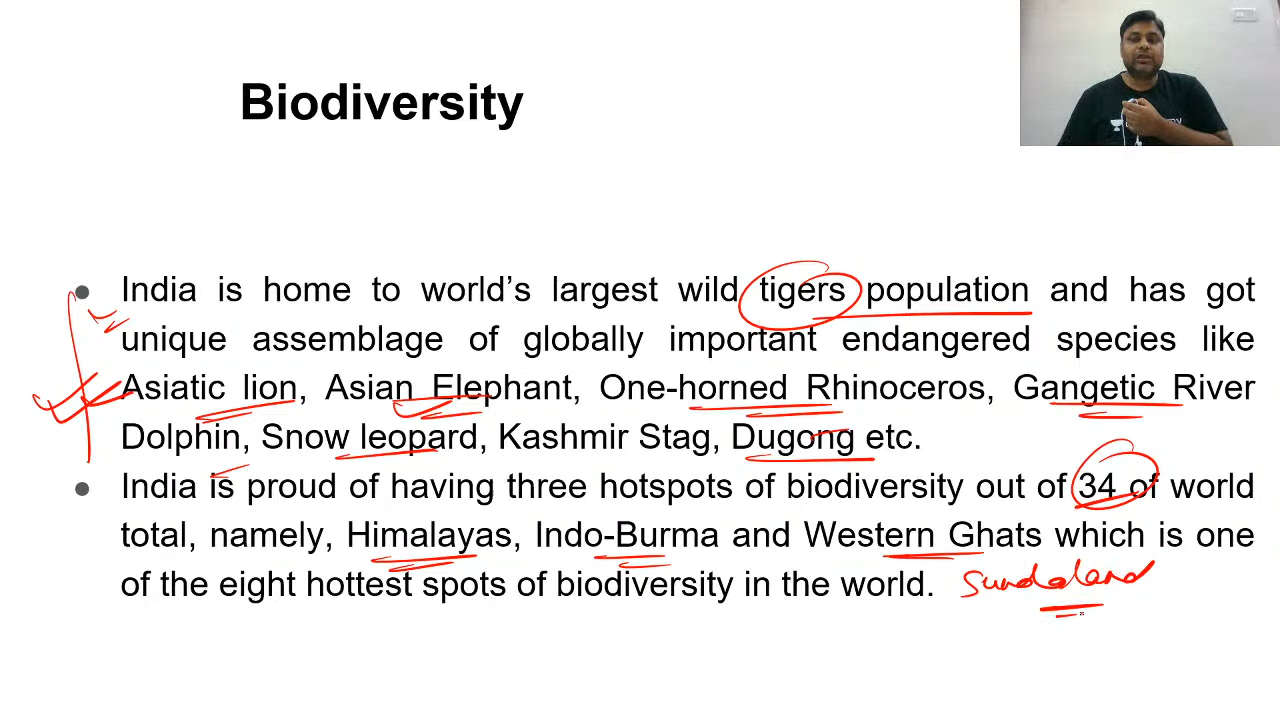 Biodiversity
India is home to world's largest wild tigers population and has got
unique assemblage of globally important endangered species like
Asiatic lion, Asian Elephant, One-horned Rhinoceros, Gangetic River
Dolphin, Snow leopard, Kashmir Stag, Dugong etc.
India is proud of having three hotspots of biodiversity out of 34 of world
total, namely, Himalayas, Indo-Burma and Western Ghats which is one
of the eight hottest spots of biodiversity in the world. Sundaland